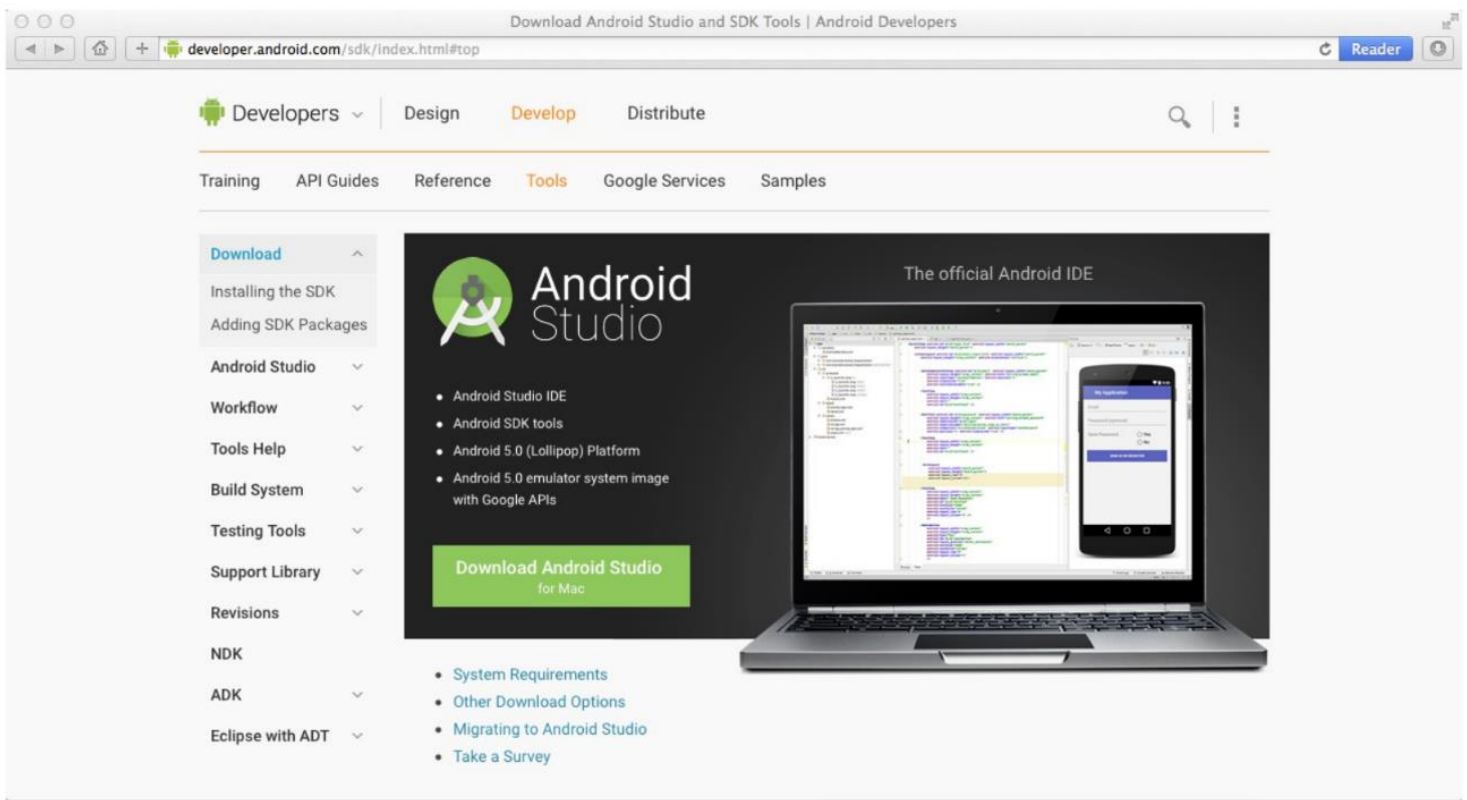 Download Android Studio and SDK Tools | Android Developers
developer.android.com/sdk/index.html#top
Reader
Developers
Design
Develop
Distribute
Training
API Guides
Reference
Tools
Google Services
Samples
Download
Installing the SDK
Adding SDK Packages
Android Studio
Workflow
Tools Help
Build System
Testing Tools
Support Library
Revisions
NDK
ADK
Eclipse with ADT
Android
Studio
• Android Studio IDE
• Android SDK tools
• Android 5.0 (Lollipop) Platform
• Android 5.0 emulator system image
with Google APIs
Download Android Studio
for Mac
The official Android IDE
My Application
• System Requirements
• Other Download Options
• Migrating to Android Studio
• Take a Survey